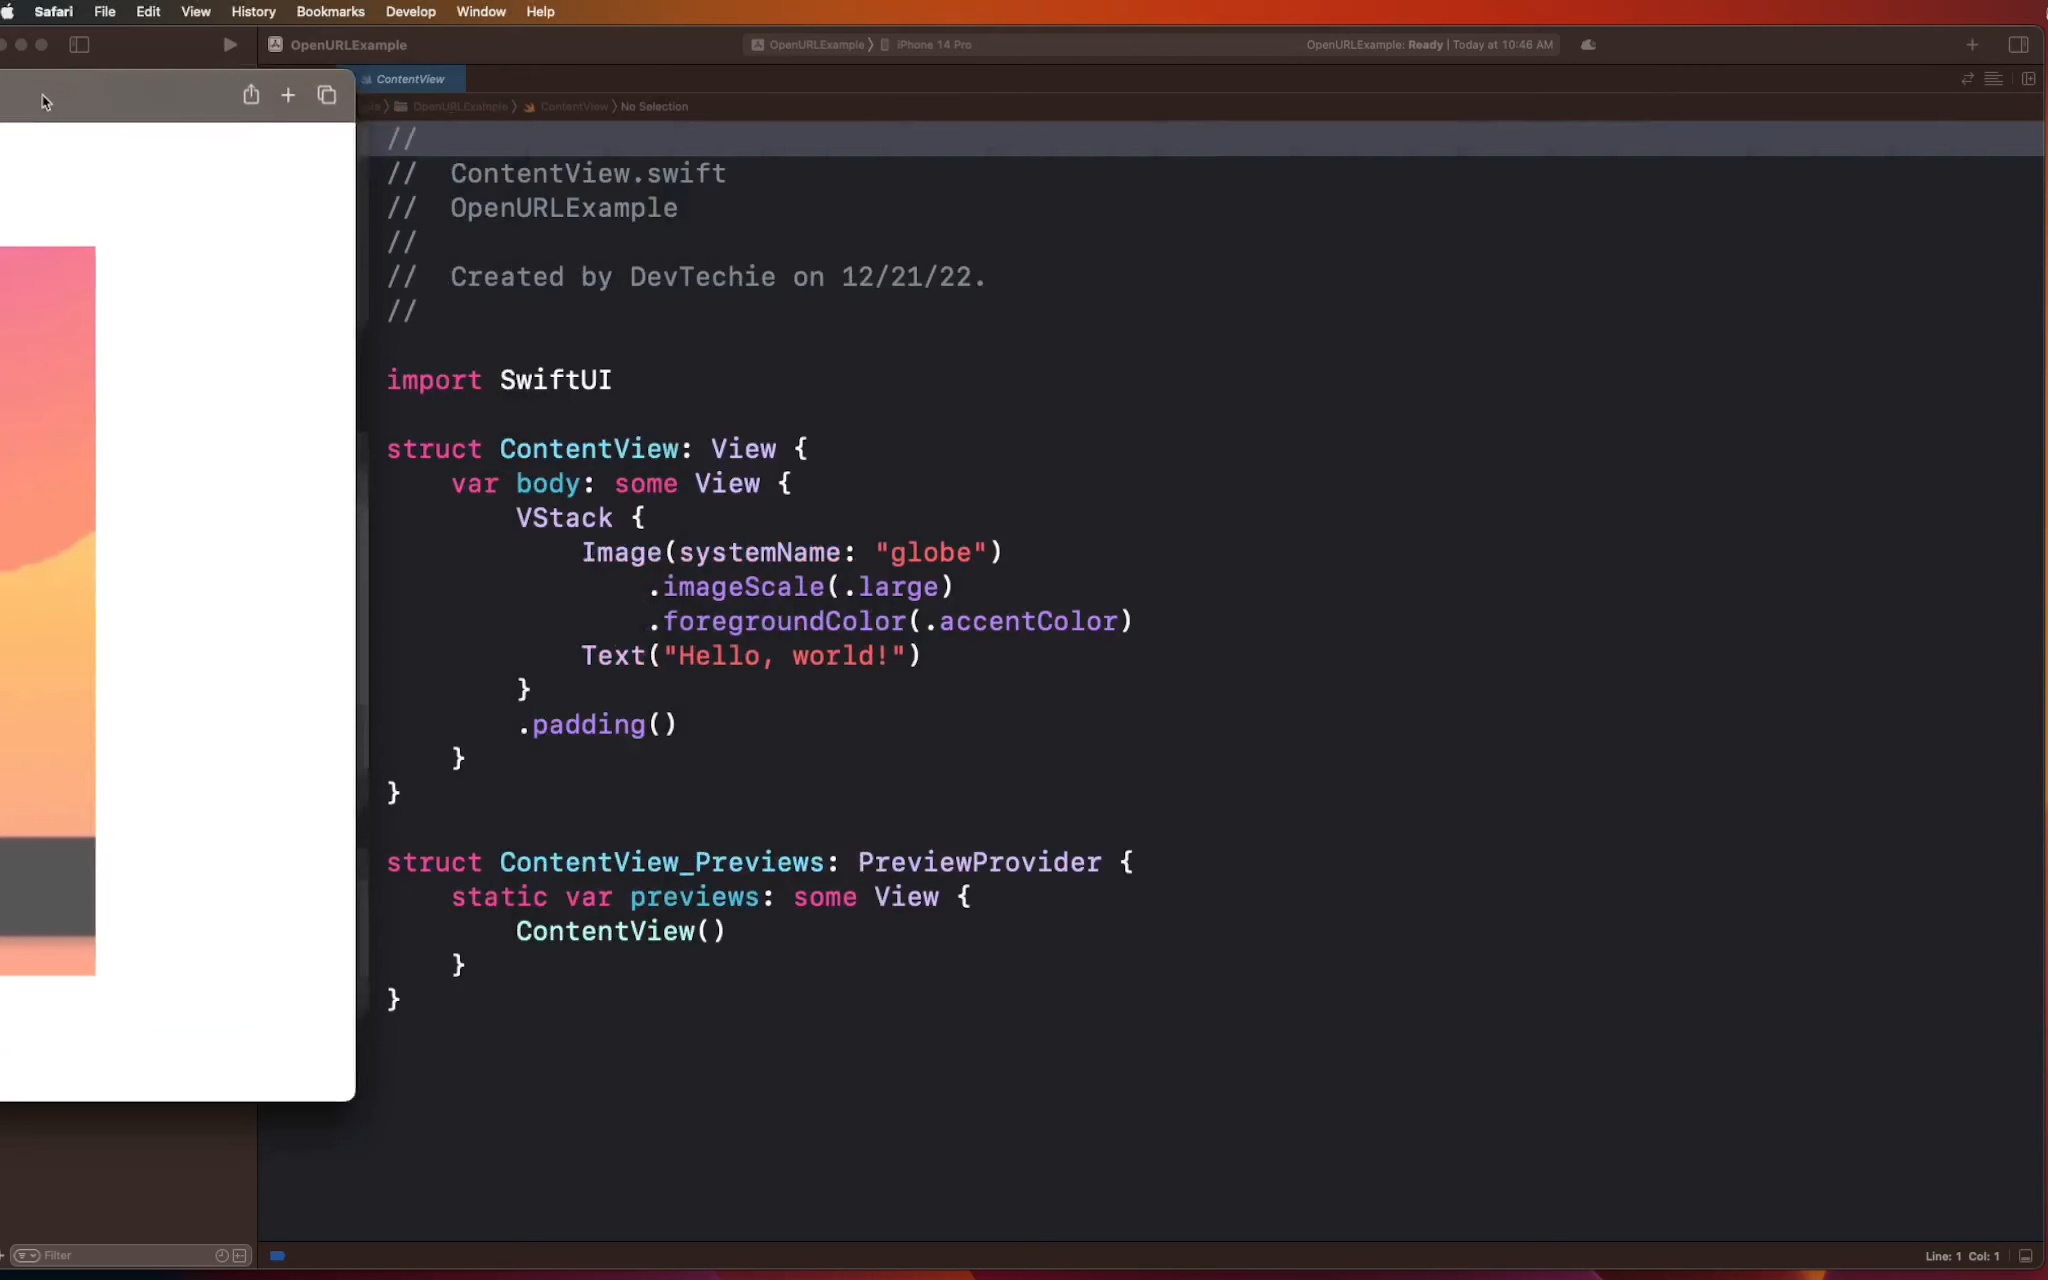 Safari File Edit View History Bookmarks Develop Window Help
OpenURLExample
OpenURLExample 〉 iPhone 14 Pro
OpenURLExample: Ready | Today at 10:46 AM
ContentView
〉 OpenURLExample 〉 ContentView 〉 No Selection
//
//  ContentView.swift
//  OpenURLExample
//
//  Created by DevTechie on 12/21/22.
//
import SwiftUI
struct ContentView: View {
    var body: some View {
        VStack {
            Image(systemName: "globe")
                .imageScale(.large)
                .foregroundColor(.accentColor)
            Text("Hello, world!")
        }
        .padding()
    }
}
struct ContentView_Previews: PreviewProvider {
    static var previews: some View {
        ContentView()
    }
}
Filter
Line: 1 Col: 1